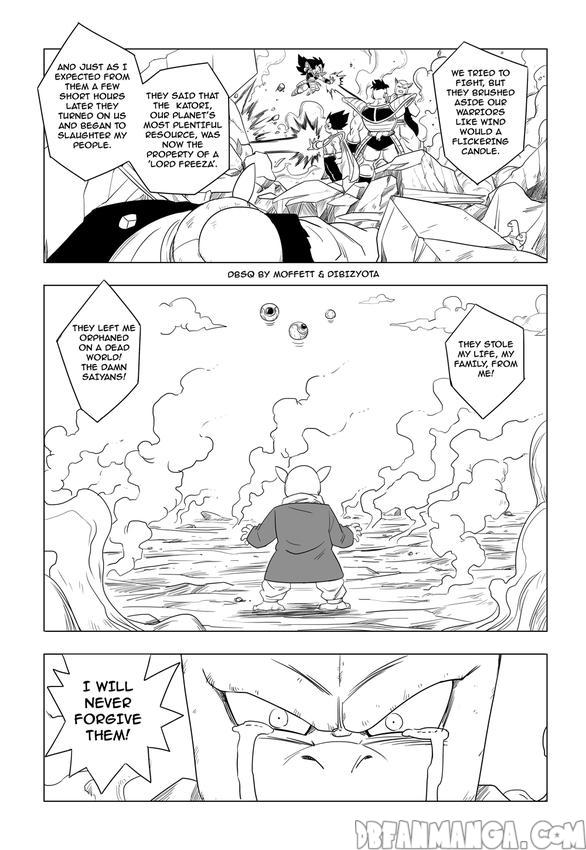 AND JUST AS I
EXPECTED FROM
THEM A FEW
SHORT HOURS
LATER THEY
TURNED ON US
AND BEGAN TO
SLAUGHTER MY
PEOPLE.
THEY SAID THAT
THE KATORI,
OUR PLANET'S
MOST PLENTIFUL
RESOURCE, WAS
NOW THE
PROPERTY OF A
'LORD FREEZA'.
WE TRIED TO
FIGHT, BUT
THEY BRUSHED
ASIDE OUR
WARRIORS
LIKE WIND
WOULD A
FLICKERING
CANDLE.
DBSQ BY MOFFETT & DIBIZYOTA
THEY LEFT ME
ORPHANED
ON A DEAD
WORLD!
THE DAMN
SAIYANS!
THEY STOLE
MY LIFE, MY
FAMILY, FROM
ME!
I WILL
NEVER
FORGIVE
THEM!
DBFANMANGA.COM